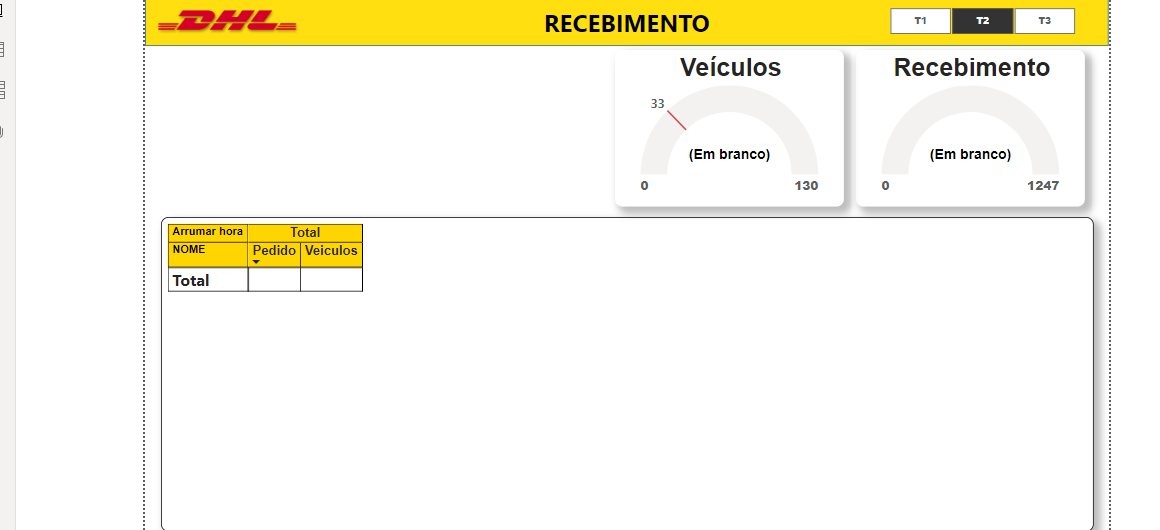 DHL
RECEBIMENTO
T1 T2 T3
Veículos
33
(Em branco)
0 130
Recebimento
(Em branco)
0 1247
Arrumar hora Total
NOME Pedido Veiculos
Total